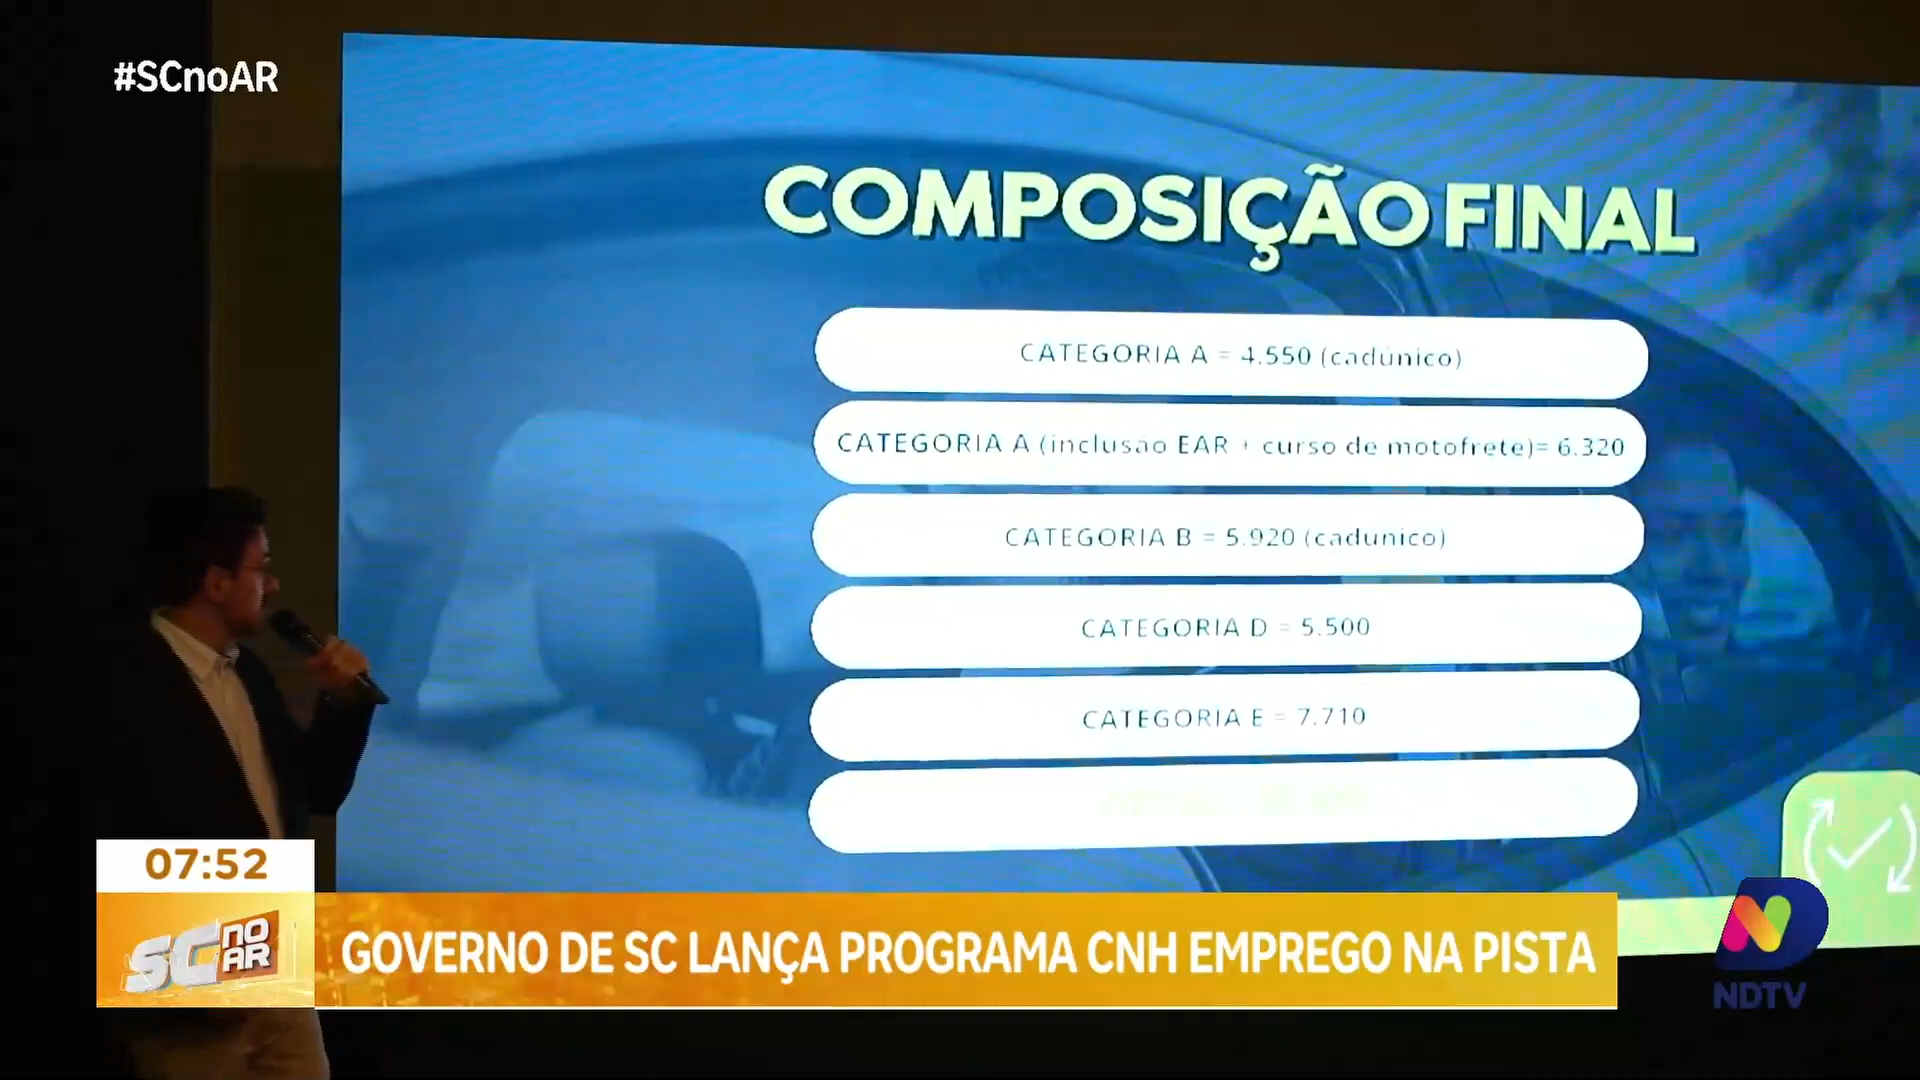 #SCnoAR
COMPOSIÇÃO FINAL
CATEGORIA A = 4.550 (cadúnico)
CATEGORIA A (inclusão EAR + curso de motofrete)= 6.320
CATEGORIA B = 5.920 (cadúnico)
CATEGORIA D = 5.500
CATEGORIA E = 7.710
07:52
SC NO AR
GOVERNO DE SC LANÇA PROGRAMA CNH EMPREGO NA PISTA
NDTV